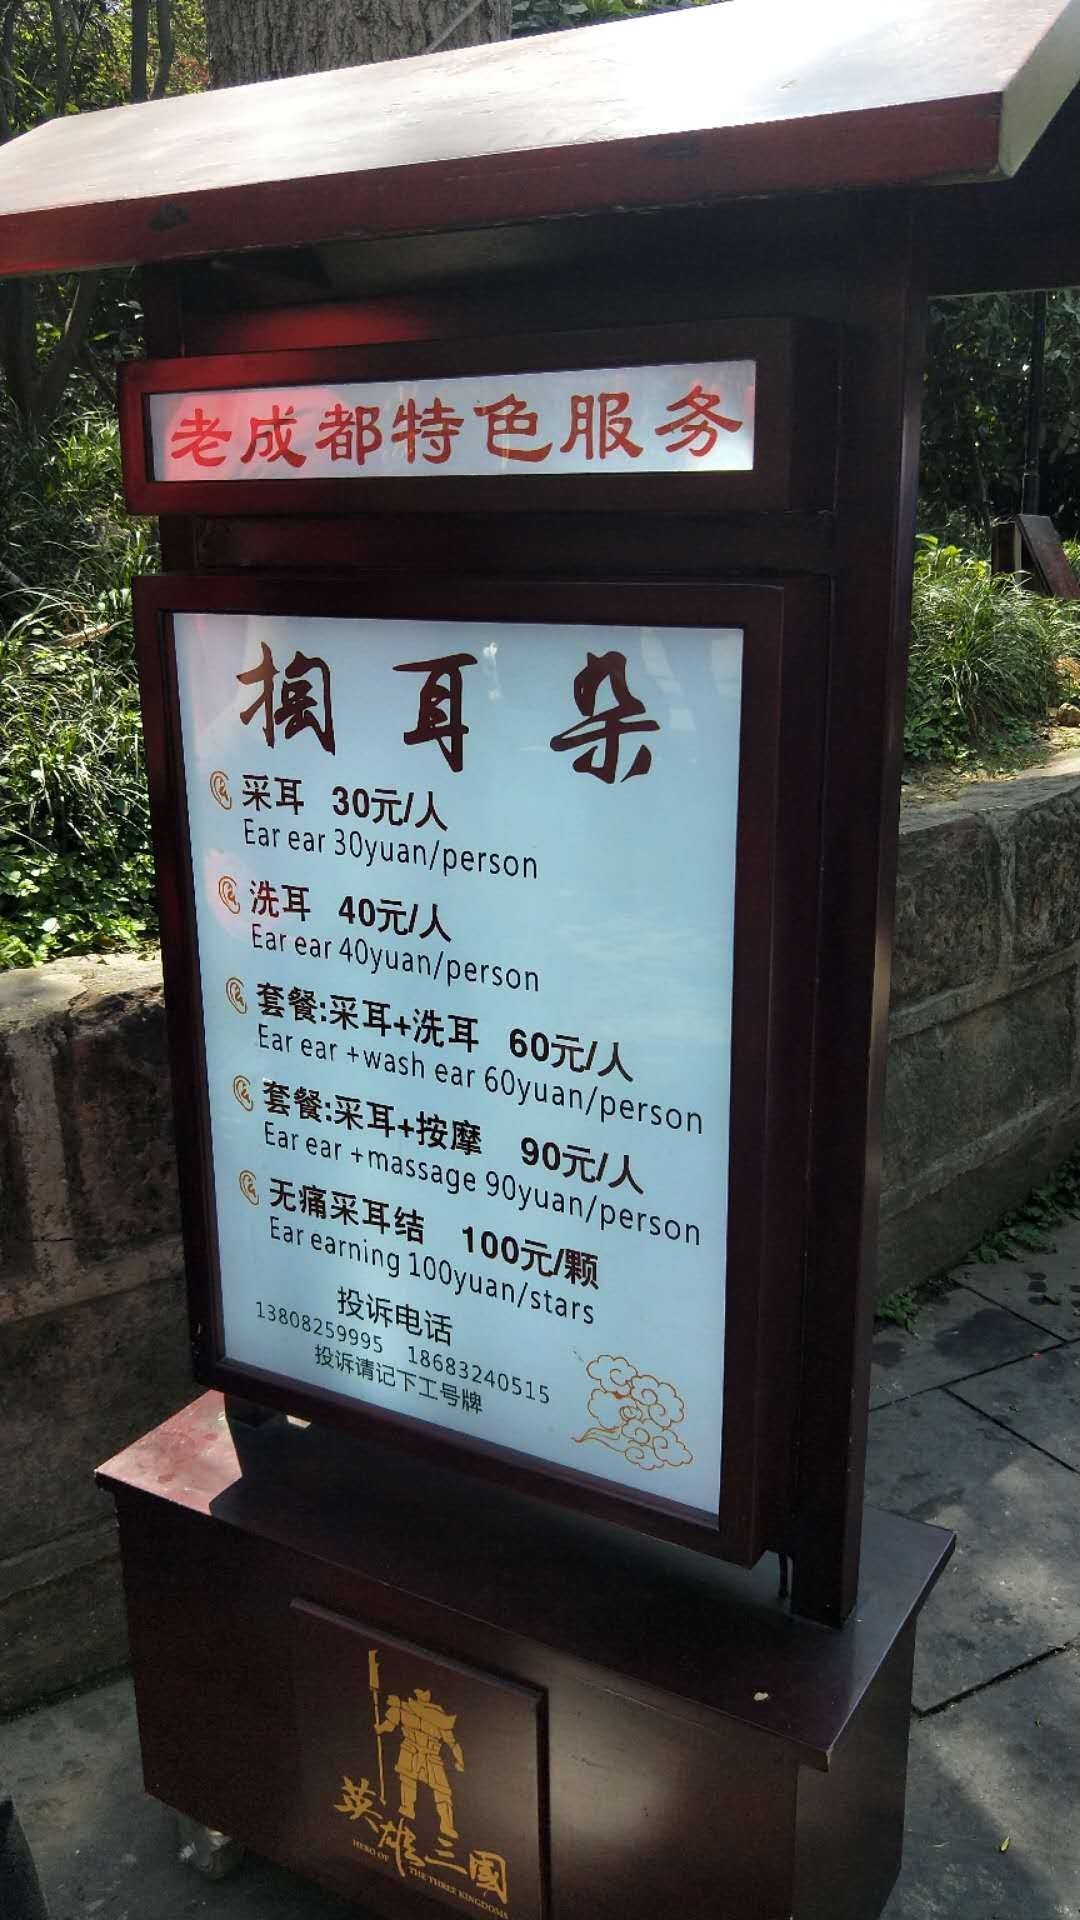 老成都特色服务
掏耳朵
采耳 30元/人
Ear ear 30yuan/person
洗耳 40元/人
Ear ear 40yuan/person
套餐:采耳+洗耳 60元/人
Ear ear +wash ear 60yuan/person
套餐:采耳+按摩 90元/人
Ear ear +massage 90yuan/person
无痛采耳结 100元/颗
Ear earning 100yuan/stars
投诉电话
13808259995 18683240515
投诉请记下工号牌
英雄三國
HERO OF THE THREE KINGDOMS